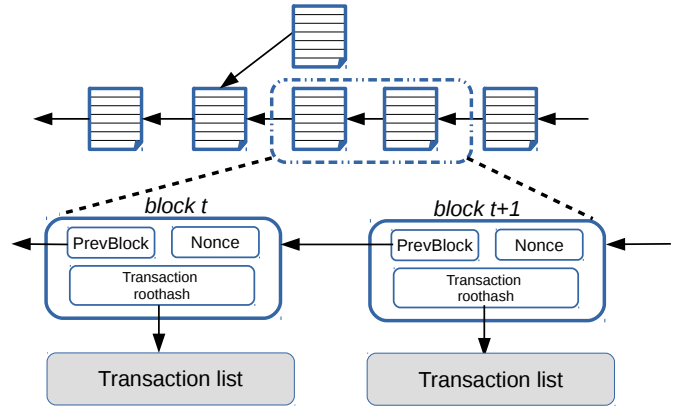 block t
block t+1
PrevBlock
Nonce
PrevBlock
Nonce
Transaction
roothash
Transaction
roothash
Transaction list
Transaction list